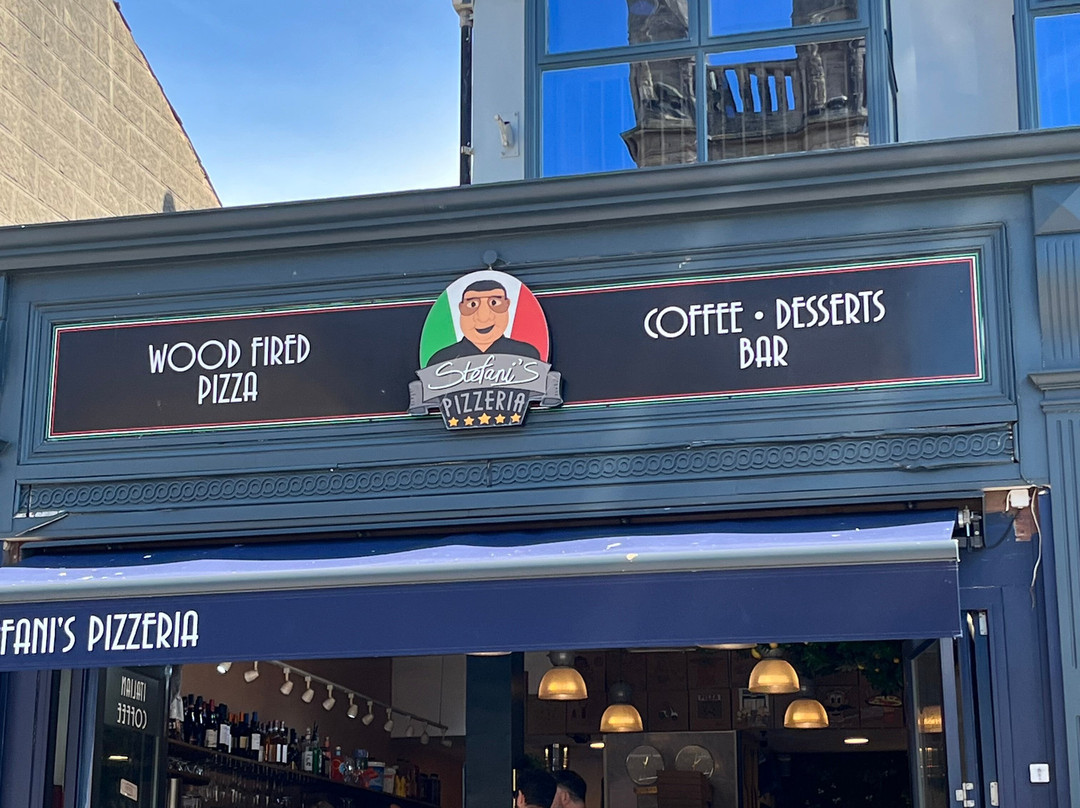 WOOD FIRED
PIZZA
Stefani's
PIZZERIA
COFFEE • DESSERTS
BAR
FANI'S PIZZERIA
ITALIAN
COFFEE